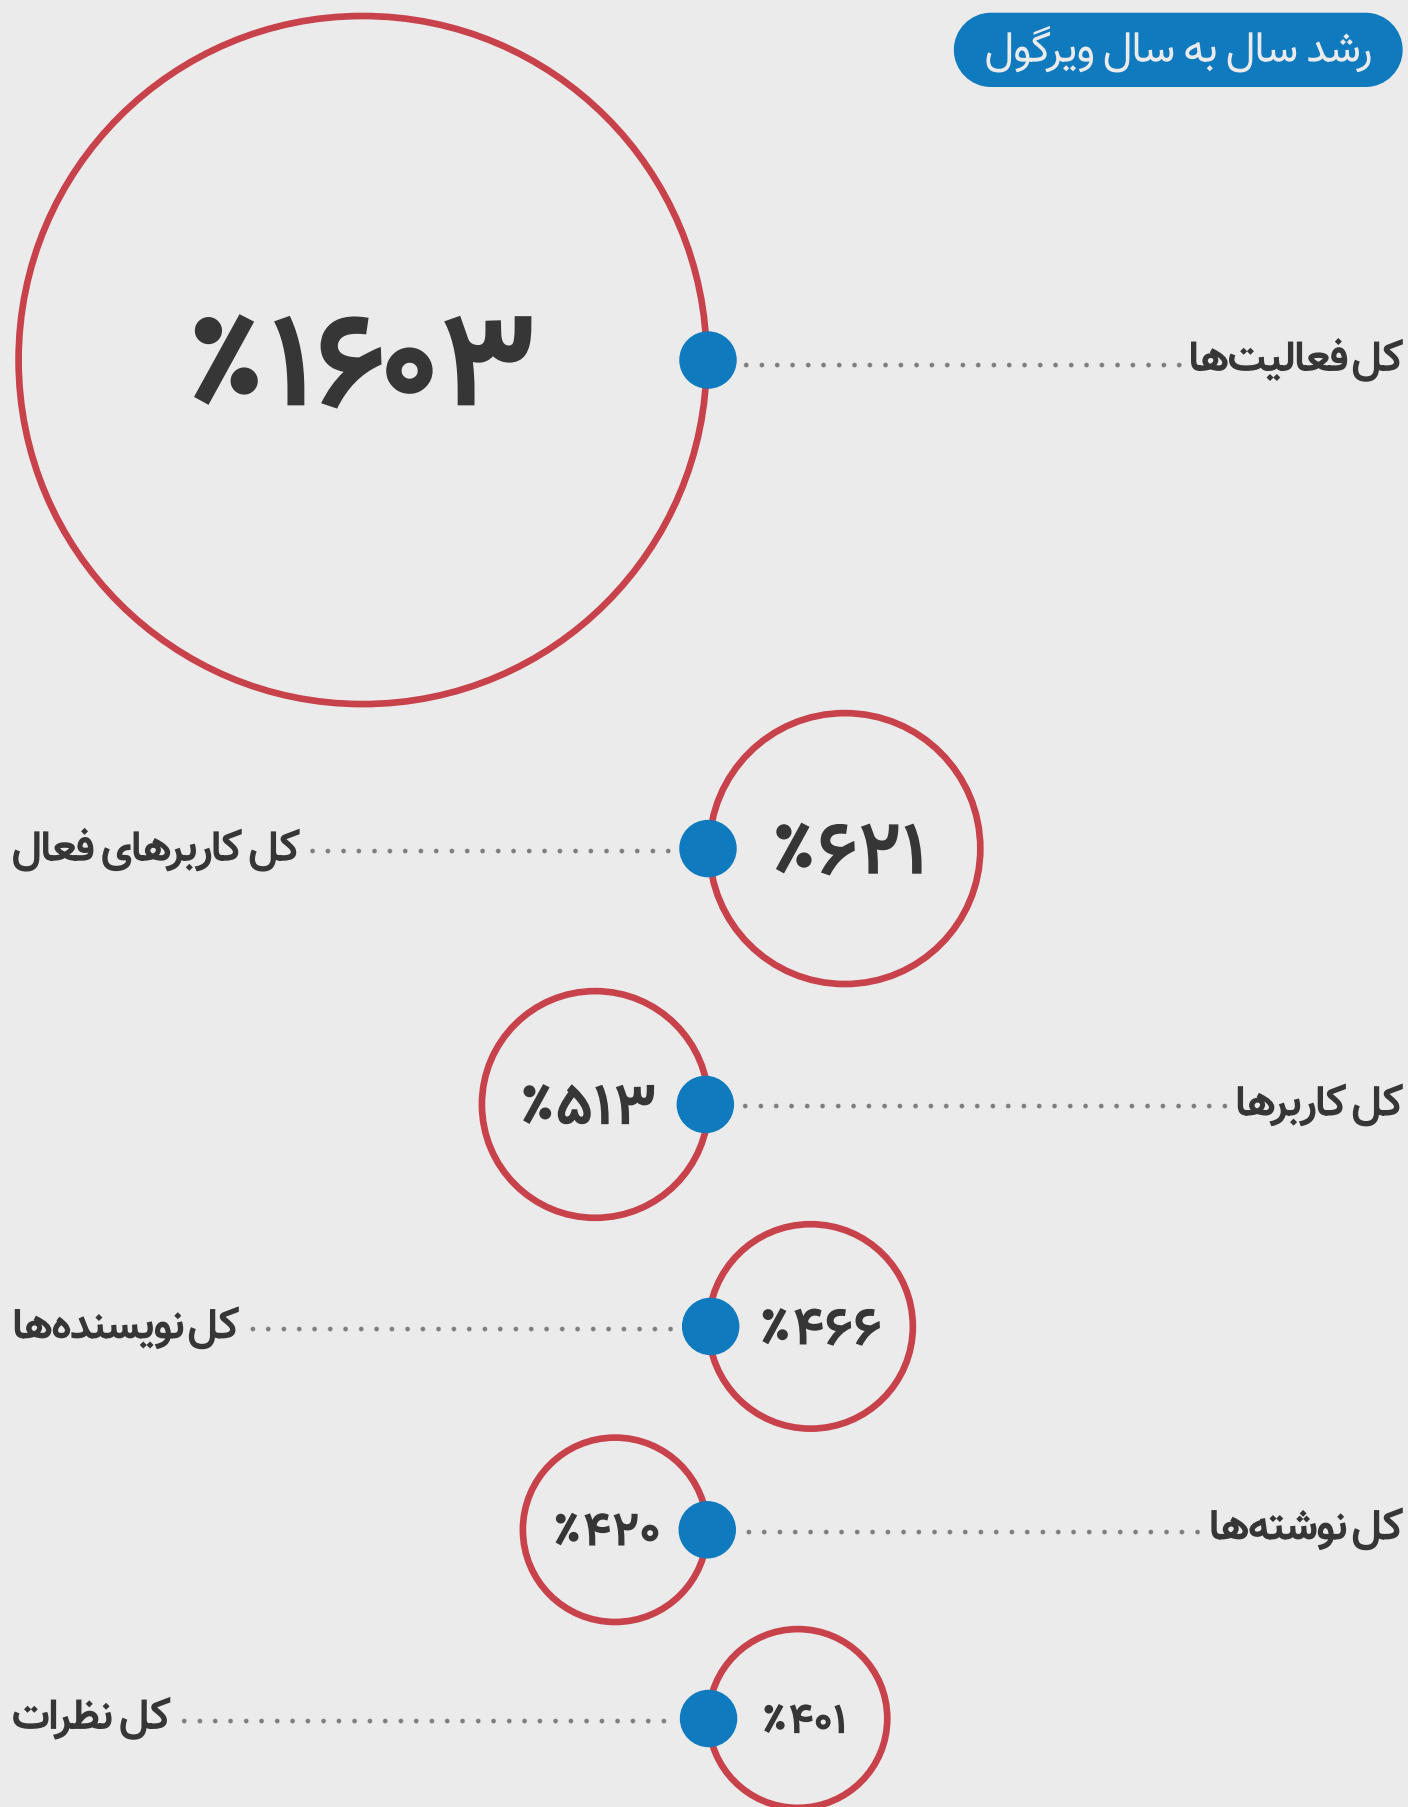 رشد سال به سال ویرگول
کل فعالیت‌ها
٪۱۶۰۳
٪۶۲۱
کل کاربرهای فعال
کل کاربرها
٪۵۱۳
٪۴۶۶
کل نویسنده‌ها
کل نوشته‌ها
٪۴۲۰
٪۴۰۱
کل نظرات